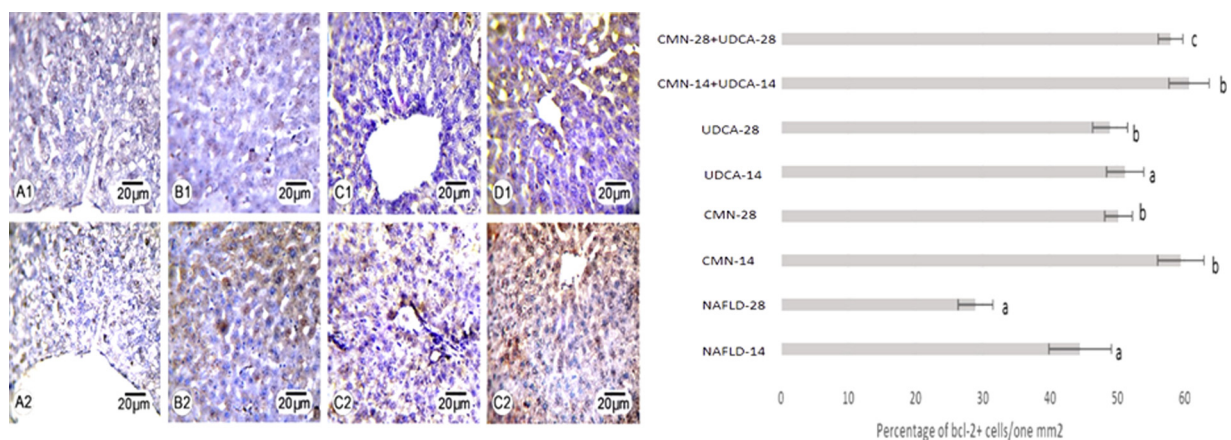 A1 20µm
B1 20µm
C1 20µm
D1 20µm
A2 20µm
B2 20µm
C2 20µm
C2 20µm
CMN-28+UDCA-28 c
CMN-14+UDCA-14 b
UDCA-28 b
UDCA-14 a
CMN-28 b
CMN-14 b
NAFLD-28 a
NAFLD-14 a
0 10 20 30 40 50 60
Percentage of bcl-2+ cells/one mm2